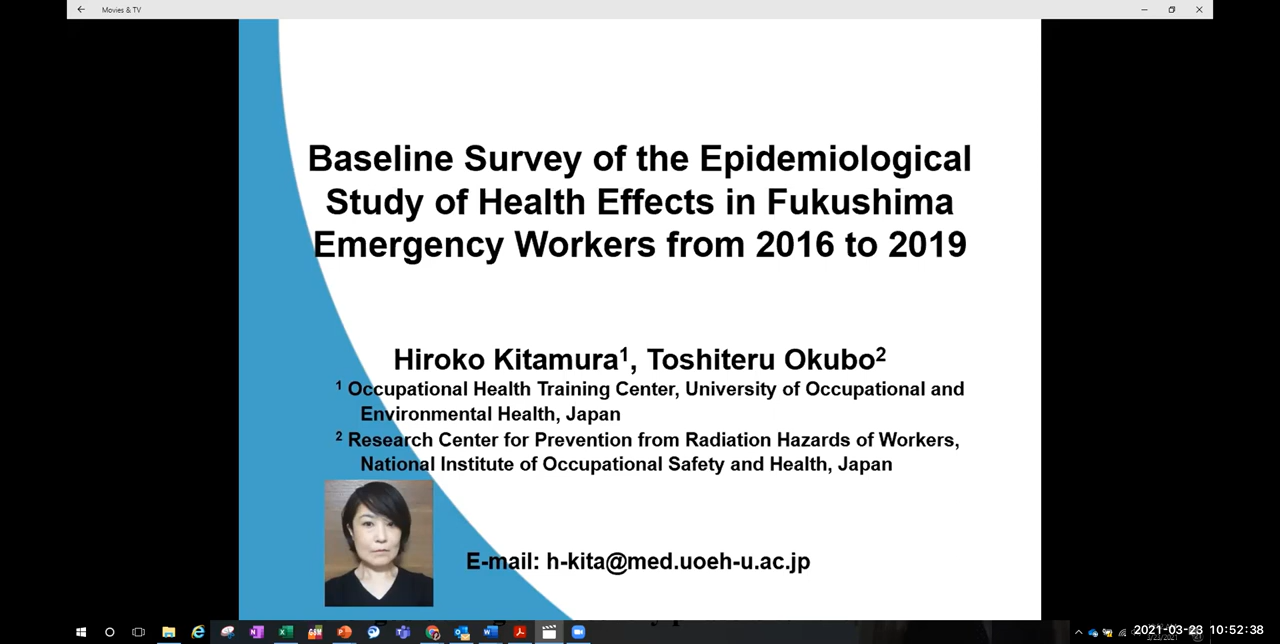 Movies & TV
Baseline Survey of the Epidemiological
Study of Health Effects in Fukushima
Emergency Workers from 2016 to 2019
Hiroko Kitamura¹, Toshiteru Okubo²
¹ Occupational Health Training Center, University of Occupational and
Environmental Health, Japan
² Research Center for Prevention from Radiation Hazards of Workers,
National Institute of Occupational Safety and Health, Japan
E-mail: h-kita@med.uoeh-u.ac.jp
2021-03-23 10:52:38